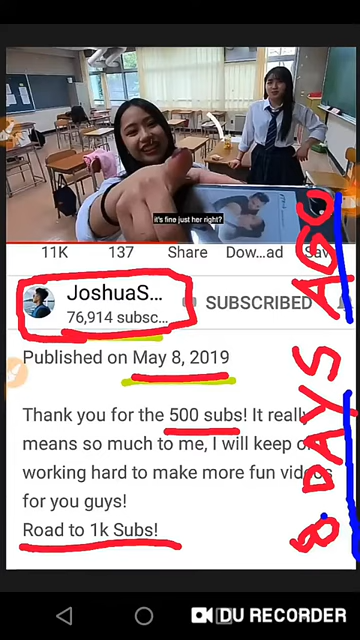 it's fine just her right?
11K 137 Share Dow...ad Sav
JoshuaS...
76,914 subsc...
SUBSCRIBED
Published on May 8, 2019
Thank you for the 500 subs! It really
means so much to me, I will keep o
working hard to make more fun videos
for you guys!
Road to 1k Subs!
8 DAYS AGO
DU RECORDER